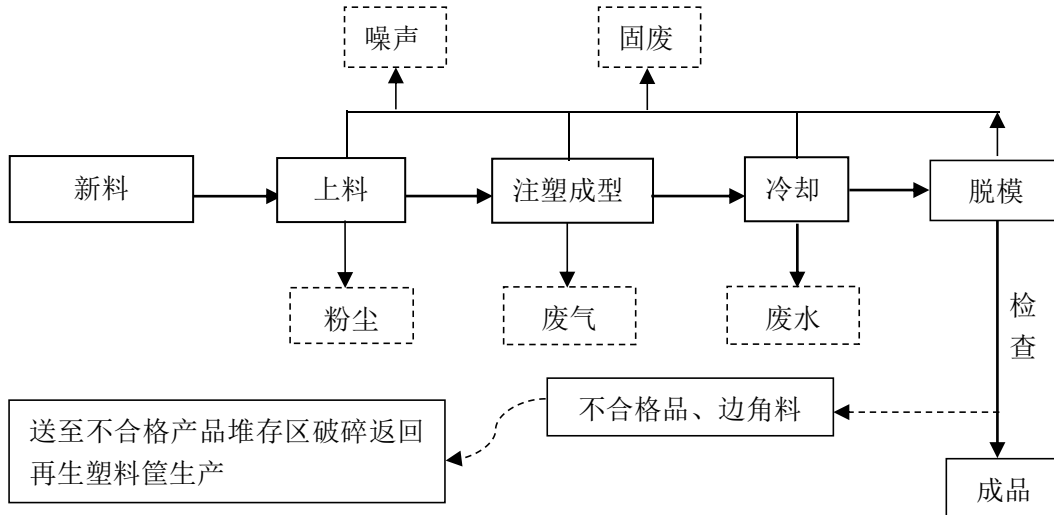 噪声
固废
新料
上料
注塑成型
冷却
脱模
粉尘
废气
废水
检
查
不合格品、边角料
送至不合格产品堆存区破碎返回
再生塑料筐生产
成品